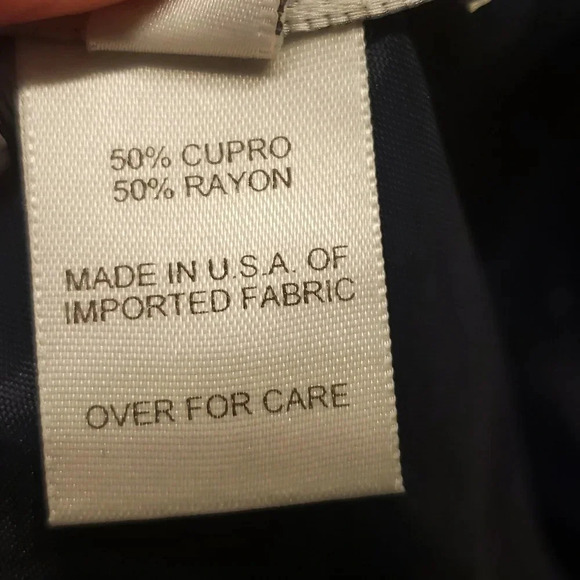 50% CUPRO
50% RAYON
MADE IN U.S.A. OF
IMPORTED FABRIC
OVER FOR CARE